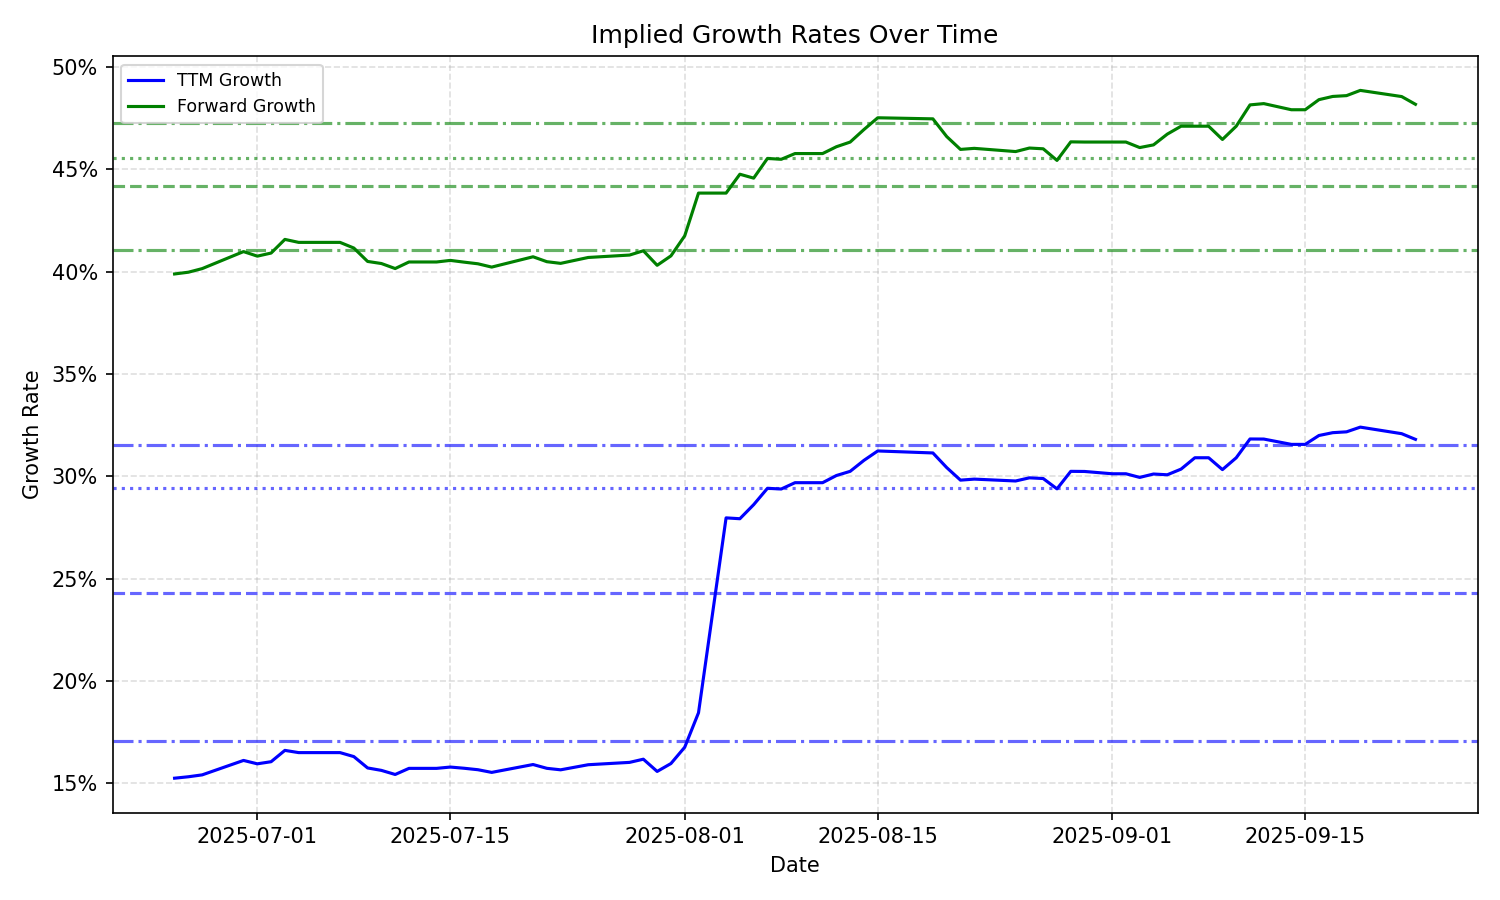 Implied Growth Rates Over Time
TTM Growth
Forward Growth
50%
45%
40%
35%
30%
25%
20%
15%
Growth Rate
2025-07-01
2025-07-15
2025-08-01
2025-08-15
2025-09-01
2025-09-15
Date